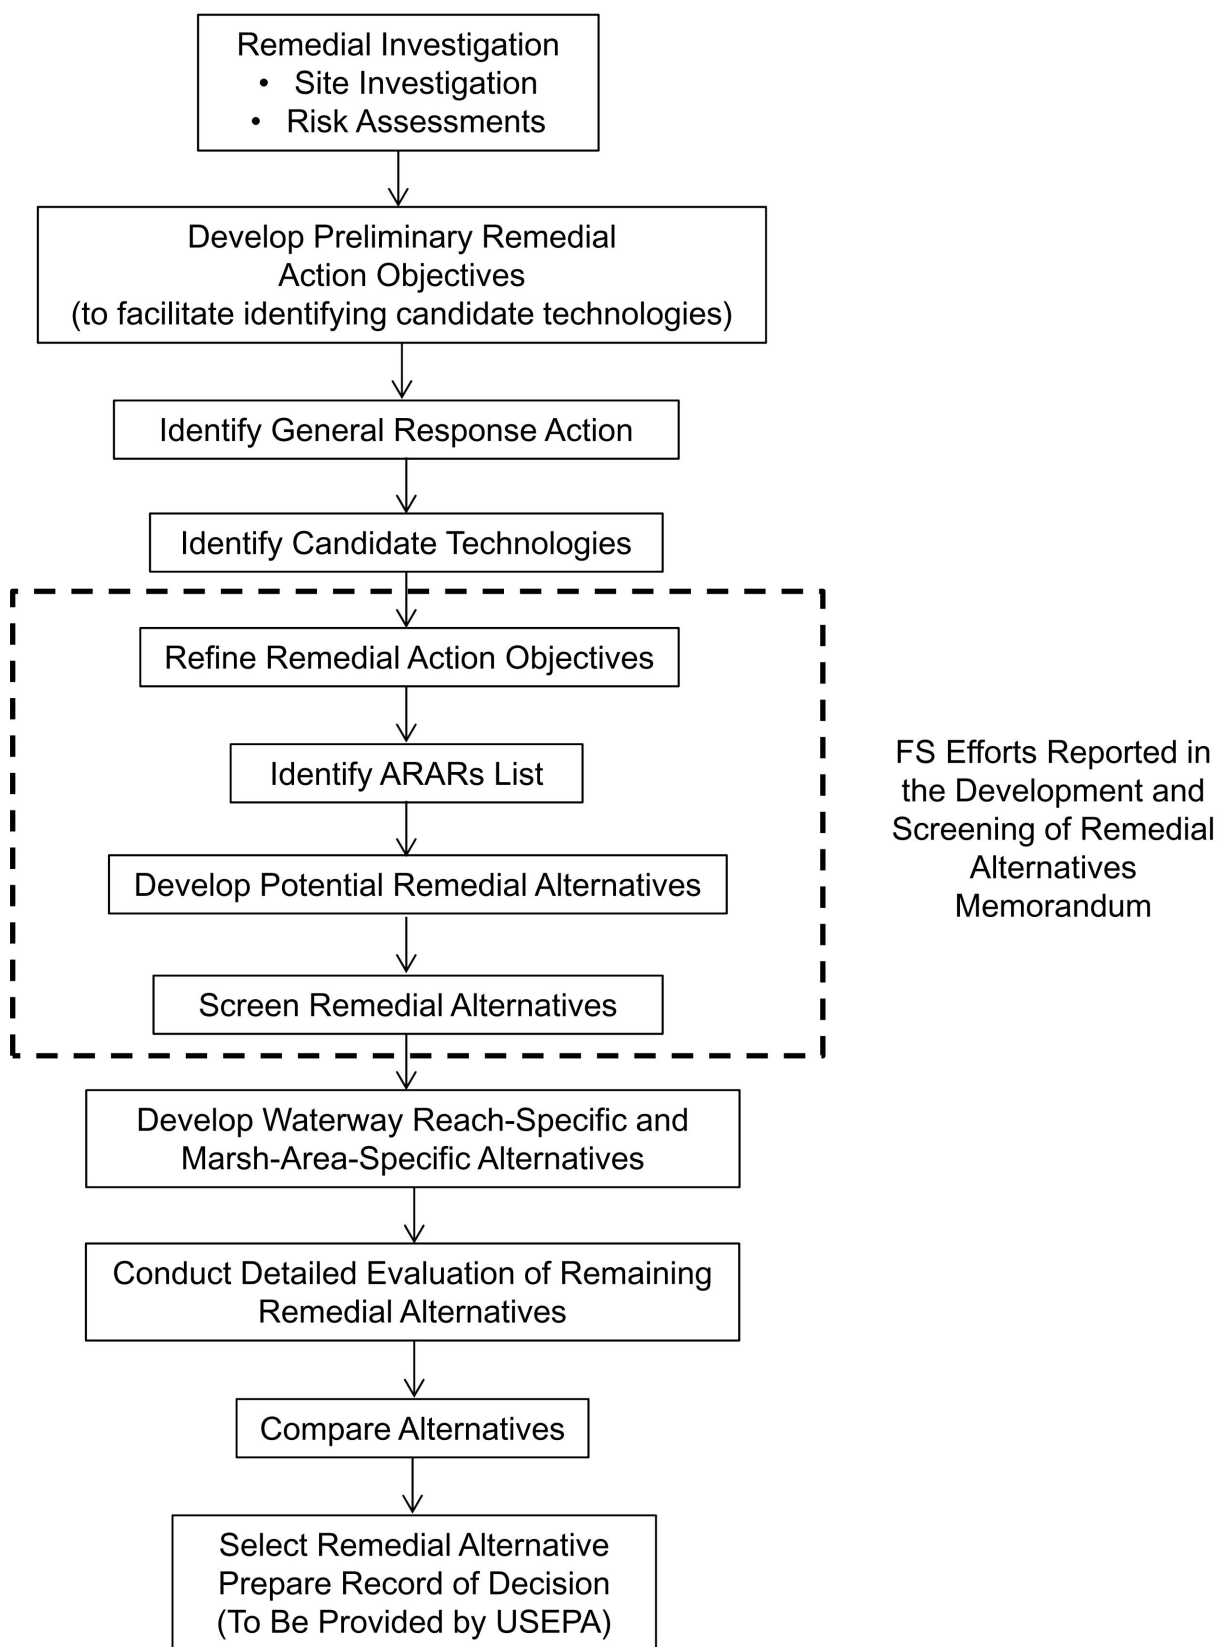 Remedial Investigation
• Site Investigation
• Risk Assessments
Develop Preliminary Remedial
Action Objectives
(to facilitate identifying candidate technologies)
Identify General Response Action
Identify Candidate Technologies
Refine Remedial Action Objectives
Identify ARARs List
Develop Potential Remedial Alternatives
Screen Remedial Alternatives
FS Efforts Reported in
the Development and
Screening of Remedial
Alternatives
Memorandum
Develop Waterway Reach-Specific and
Marsh-Area-Specific Alternatives
Conduct Detailed Evaluation of Remaining
Remedial Alternatives
Compare Alternatives
Select Remedial Alternative
Prepare Record of Decision
(To Be Provided by USEPA)